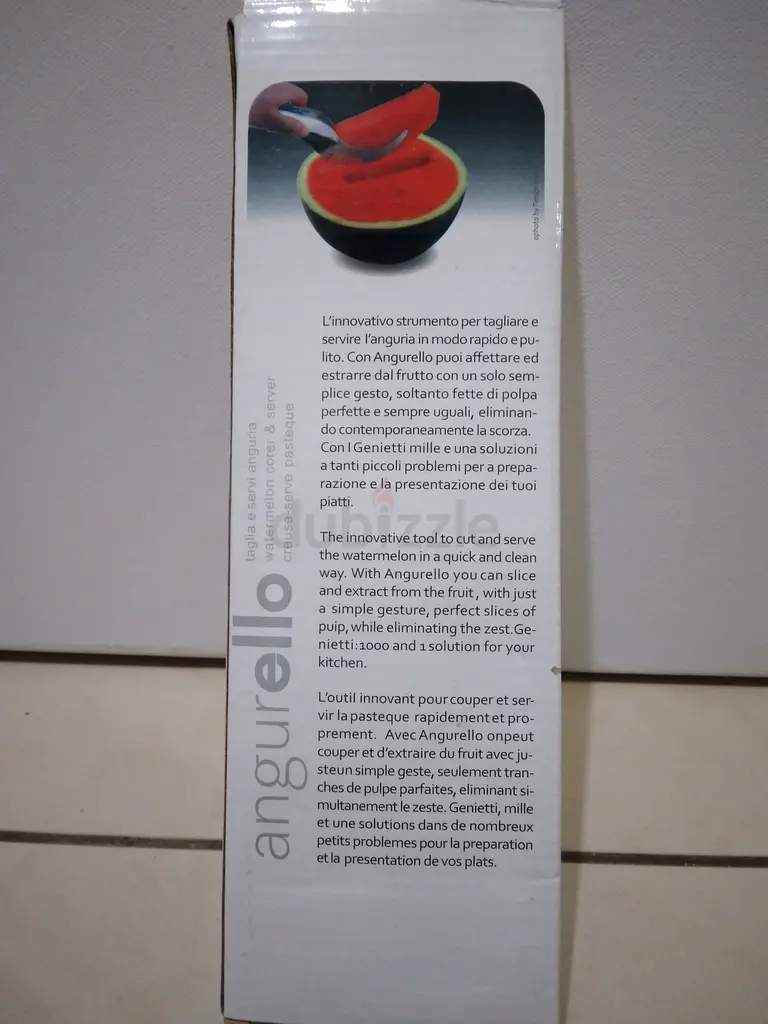 L'innovativo strumento per tagliare e
servire l'anguria in modo rapido e pu-
lito. Con Angurello puoi affettare ed
estrarre dal frutto con un solo sem-
plice gesto, soltanto fette di polpa
perfette e sempre uguali, eliminan-
do contemporaneamente la scorza.
Con I Genietti mille e una soluzioni
a tanti piccoli problemi per a prepa-
razione e la presentazione dei tuoi
piatti.
The innovative tool to cut and serve
the watermelon in a quick and clean
way. With Angurello you can slice
and extract from the fruit , with just
a simple gesture, perfect slices of
puip, while eliminating the zest.Ge-
nietti:1000 and 1 solution for your
kitchen.
L'outil innovant pour couper et ser-
vir la pasteque rapidement et pro-
prement. Avec Angurello onpeut
couper et d'extraire du fruit avec ju-
steun simple geste, seulement tran-
ches de pulpe parfaites, eliminant si-
multanement le zeste. Genietti, mille
et une solutions dans de nombreux
petits problemes pour la preparation
et la presentation de vos plats.
angurello
taglia e servi anguria
watermelon corer & server
creusa-serve pasteque
dubizzle